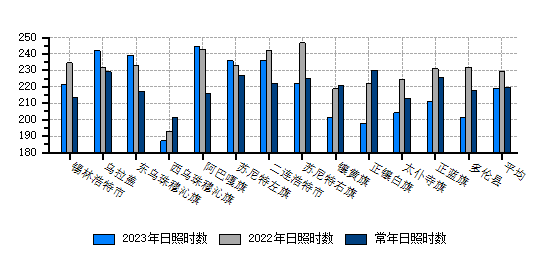 250
240
230
220
210
200
190
180
锡林浩特市
乌拉盖
东乌珠穆沁旗
西乌珠穆沁旗
阿巴嘎旗
苏尼特左旗
二连浩特市
苏尼特右旗
镶黄旗
正镶白旗
太仆寺旗
正蓝旗
多伦县
平均
2023年日照时数 2022年日照时数 常年日照时数